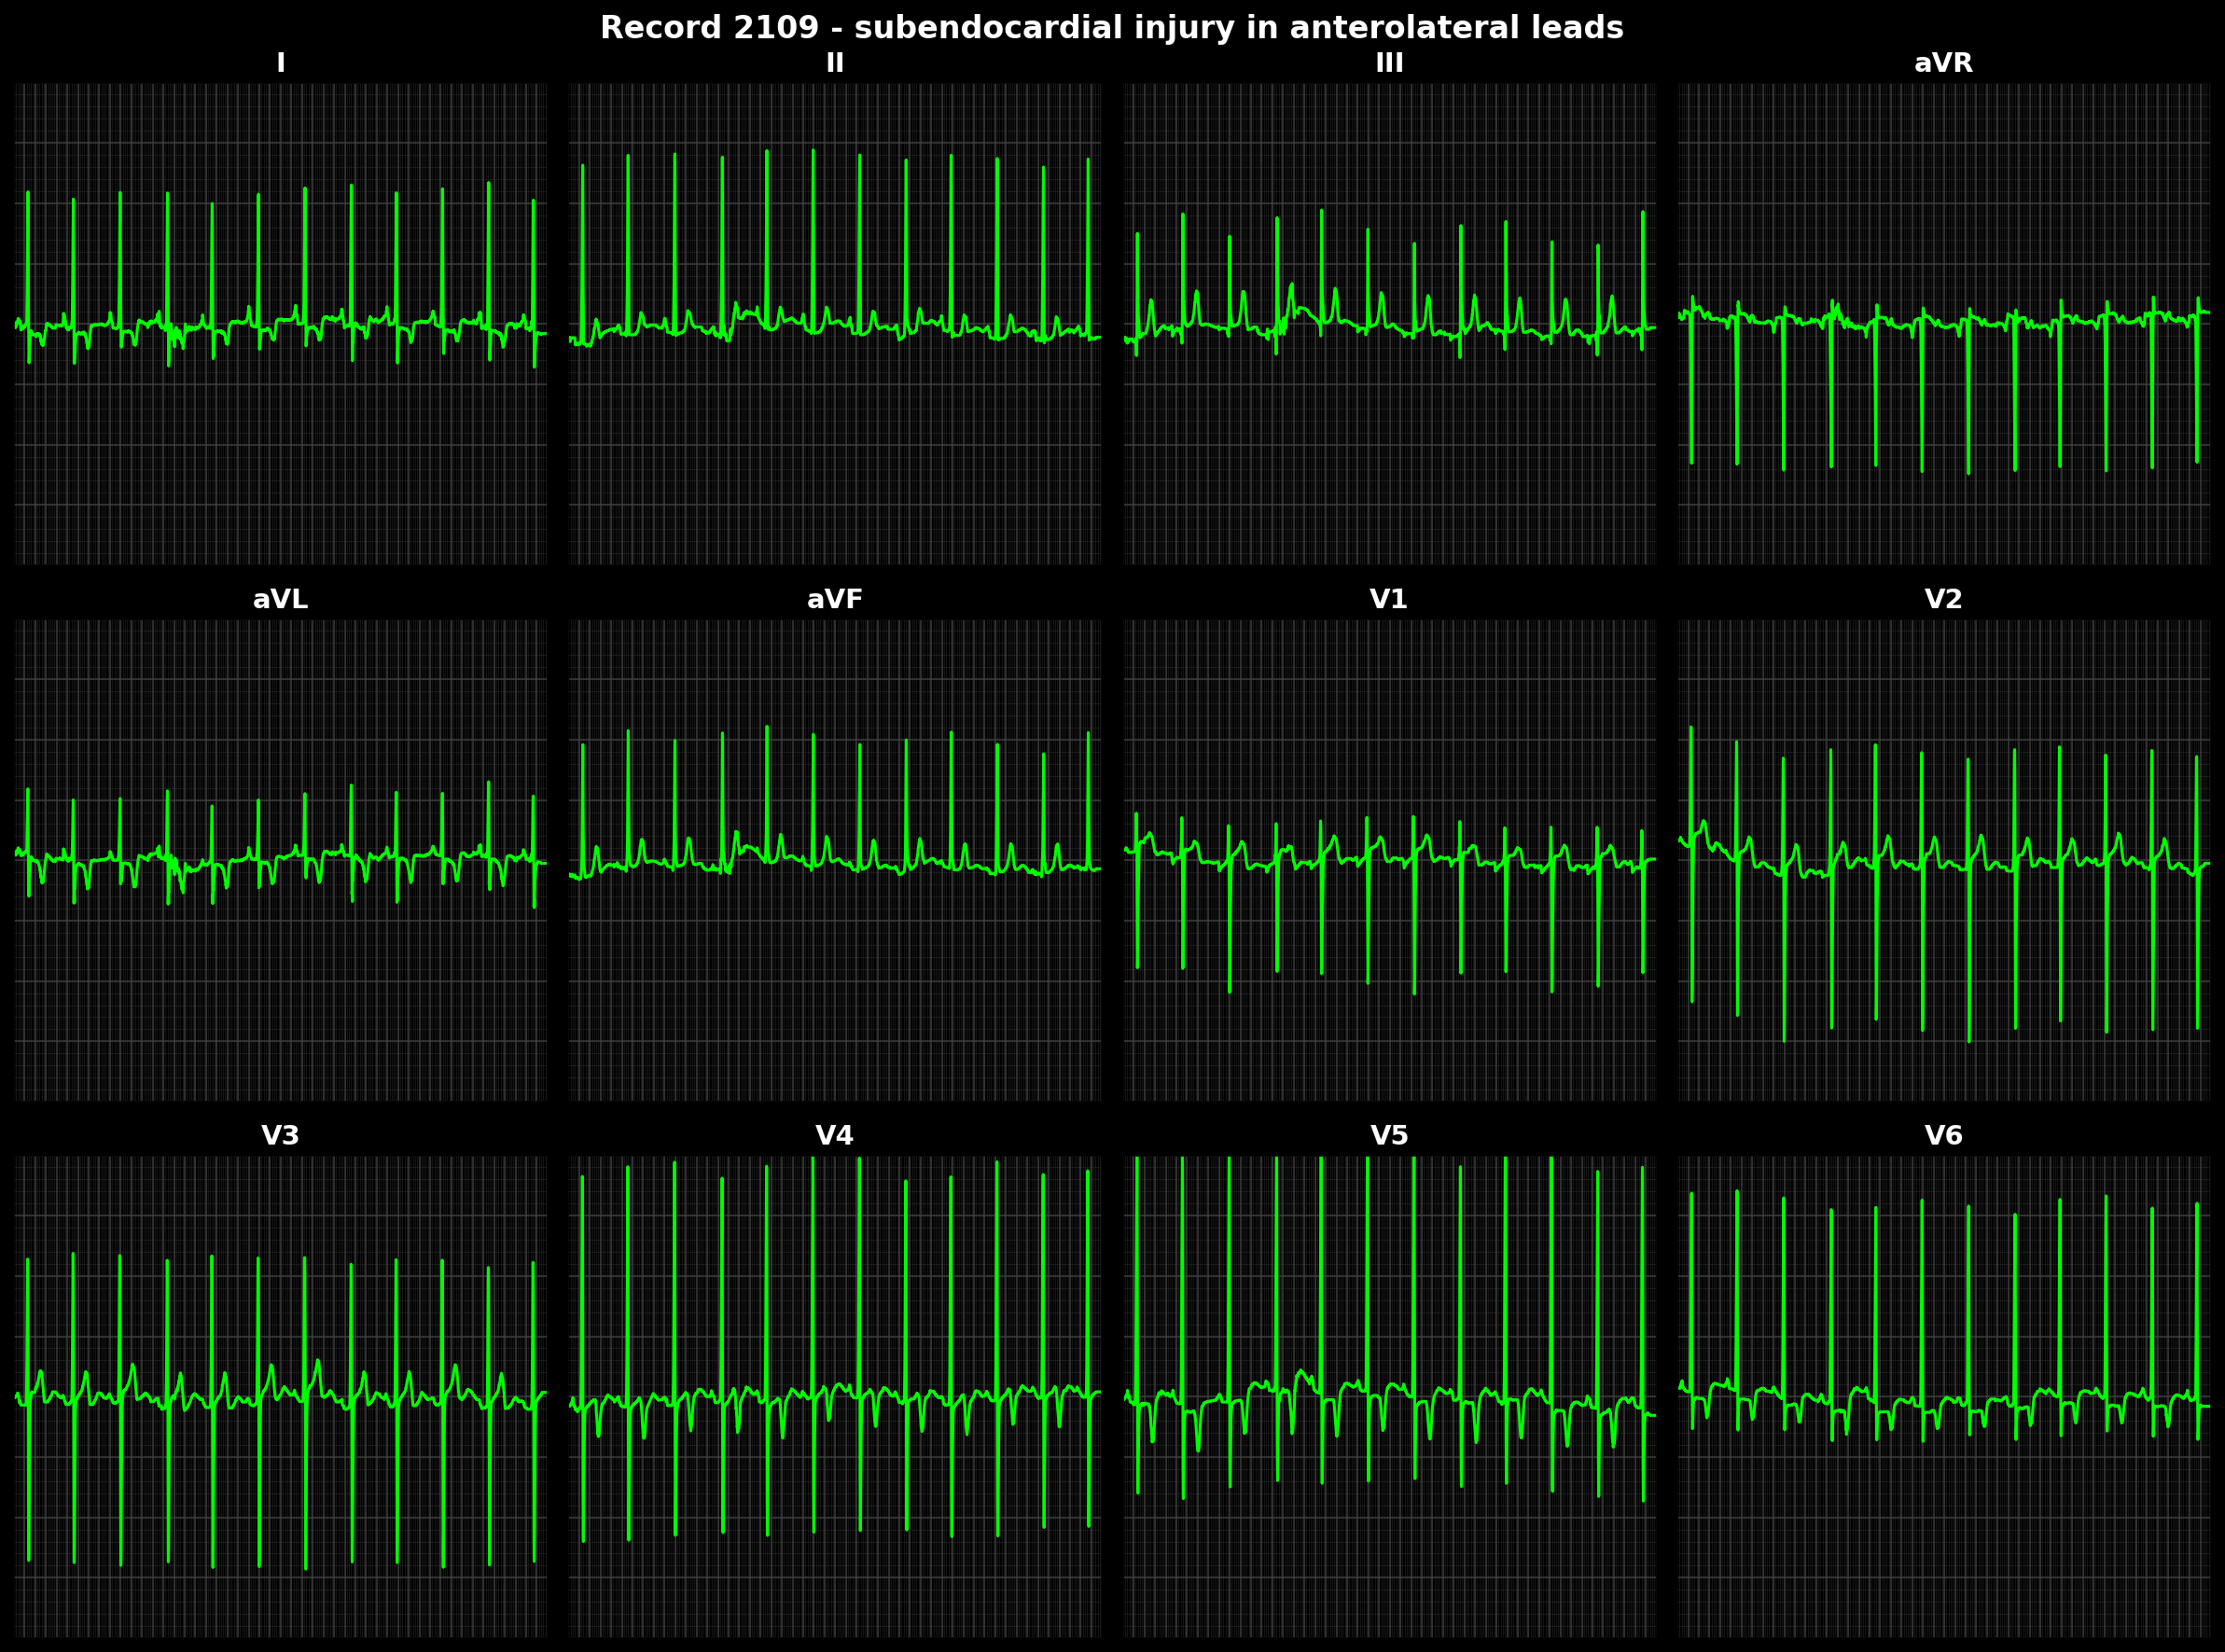 Record 2109 - subendocardial injury in anterolateral leads
I II III aVR
aVL aVF V1 V2
V3 V4 V5 V6